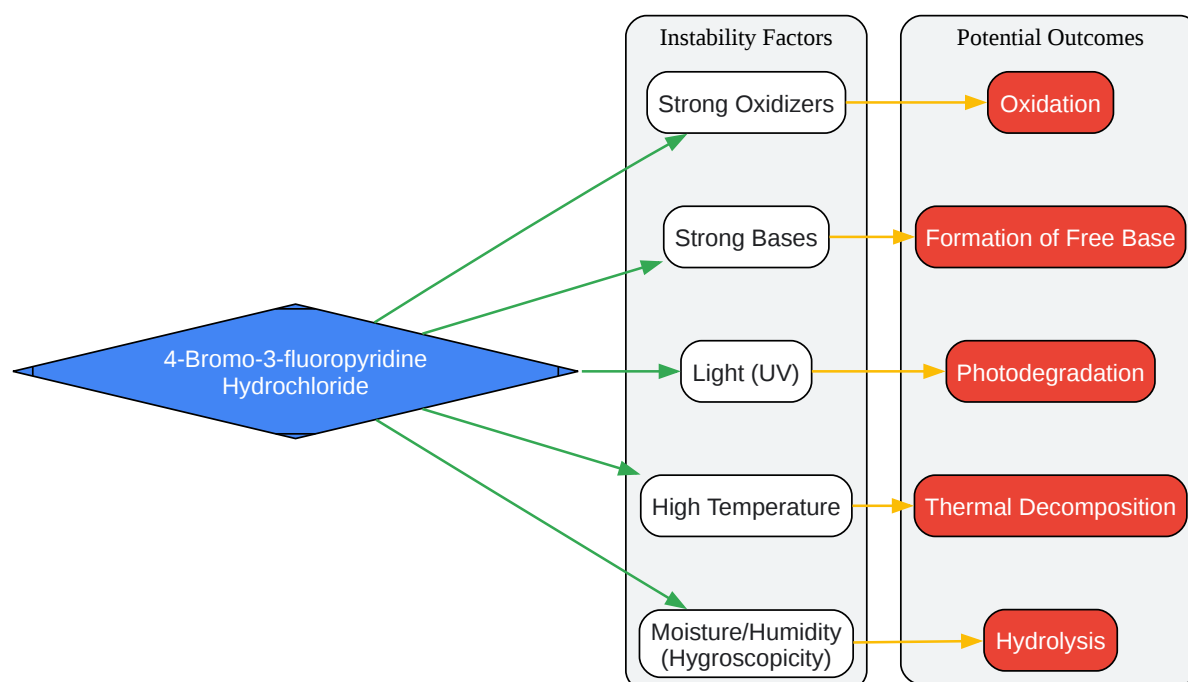 Instability Factors
Potential Outcomes
Strong Oxidizers
Oxidation
Strong Bases
Formation of Free Base
4-Bromo-3-fluoropyridine
Hydrochloride
Light (UV)
Photodegradation
High Temperature
Thermal Decomposition
Moisture/Humidity
(Hygroscopicity)
Hydrolysis